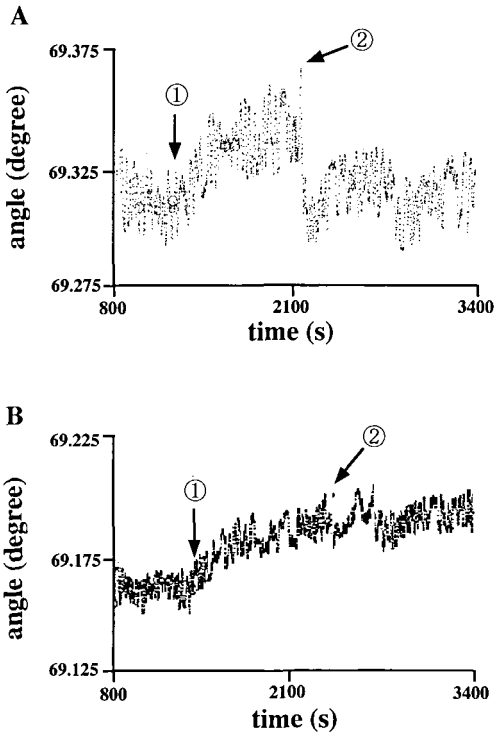 A
69.375
②
①
69.325
angle (degree)
69.275
800
2100
3400
time (s)
B
69.225
②
①
69.175
angle (degree)
69.125
800
2100
3400
time (s)